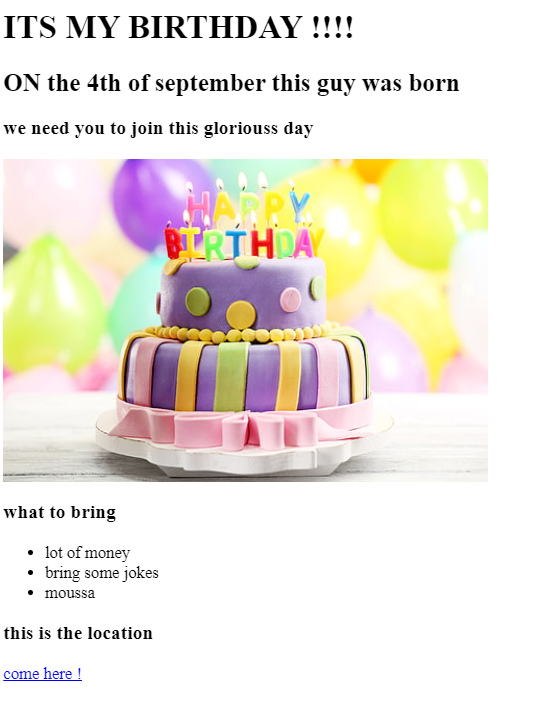 ITS MY BIRTHDAY !!!!
ON the 4th of september this guy was born
we need you to join this gloriouss day
HAPPY
BIRTHDAY
what to bring
lot of money
bring some jokes
moussa
this is the location
come here !